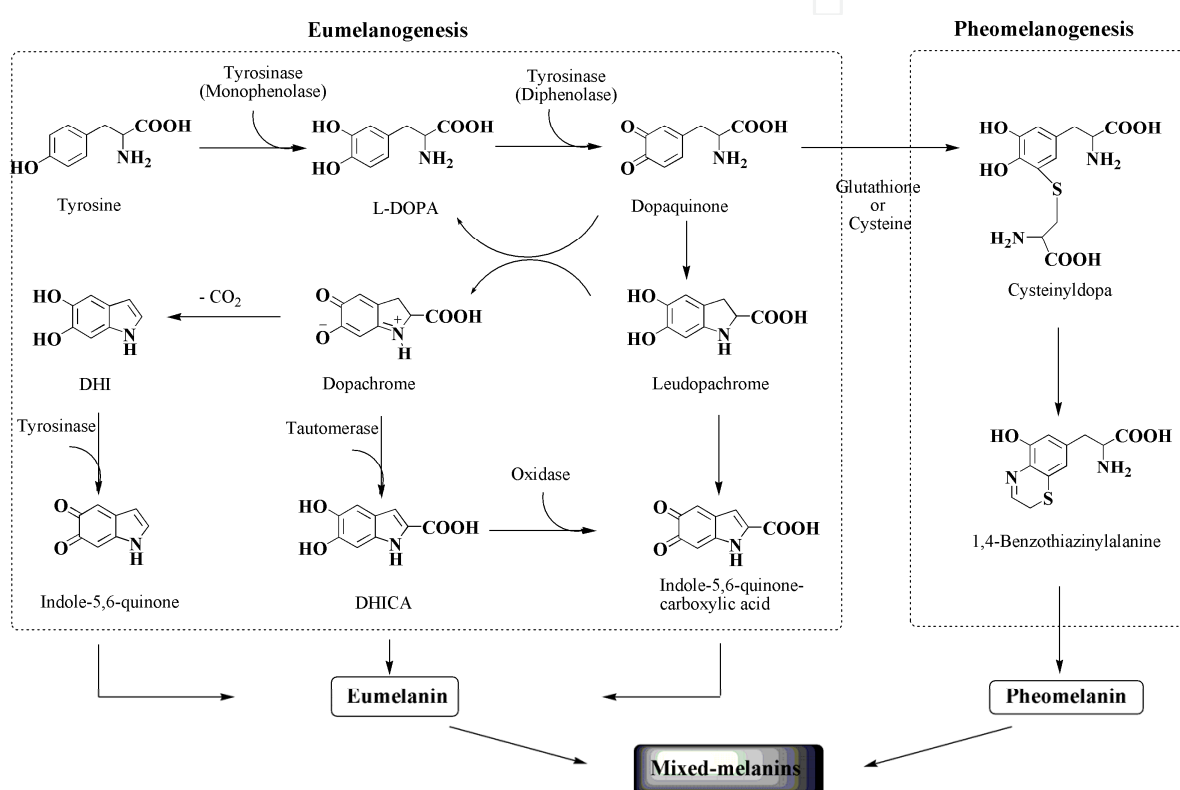 Eumelanogenesis
Pheomelanogenesis
Tyrosinase
(Monophenolase)
Tyrosinase
(Diphenolase)
COOH
NH2
HO
Tyrosine
HO
HO
COOH
NH2
L-DOPA
O
O
COOH
NH2
Dopaquinone
Glutathione
or
Cysteine
HO
HO
COOH
NH2
S
H2N
COOH
Cysteinyldopa
HO
HO
N
H
DHI
- CO2
O
O
−
+
N
H
COOH
Dopachrome
HO
HO
N
H
COOH
Leudopachrome
Tyrosinase
Tautomerase
Oxidase
O
O
N
H
Indole-5,6-quinone
HO
HO
N
H
COOH
DHICA
O
O
N
H
COOH
Indole-5,6-quinone-
carboxylic acid
HO
COOH
NH2
N
S
1,4-Benzothiazinylalanine
Eumelanin
Pheomelanin
Mixed-melanins